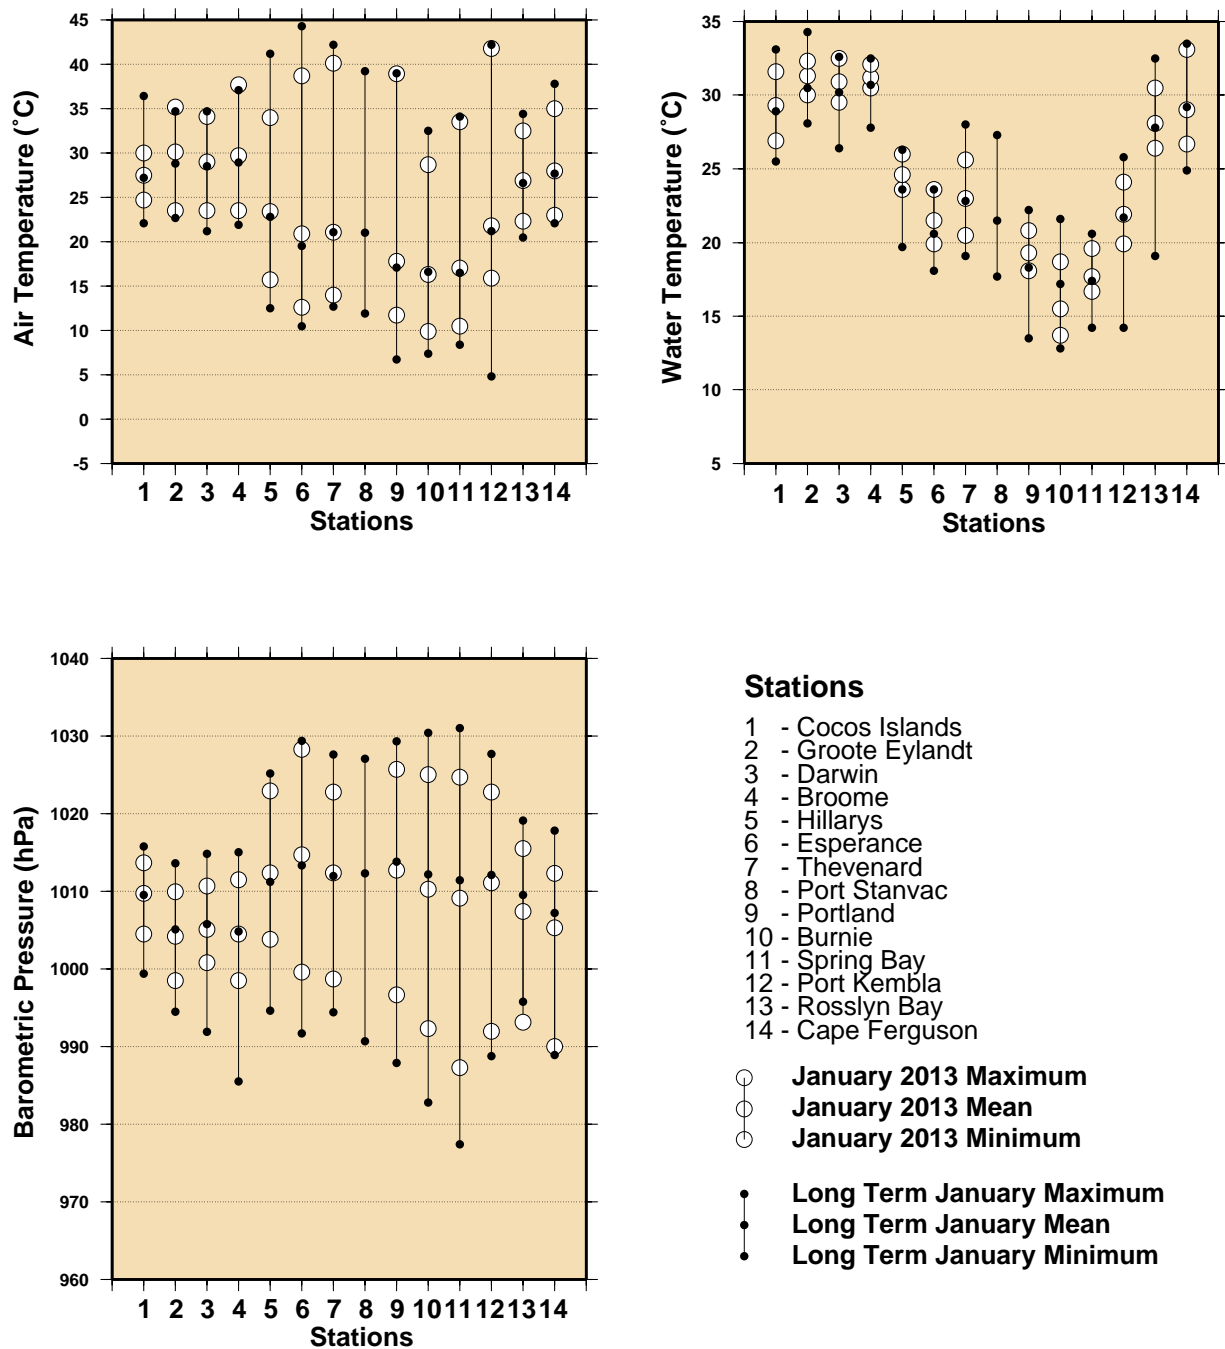 45
40
35
30
25
20
15
10
5
0
-5
Air Temperature (˚C)
1 2 3 4 5 6 7 8 9 10 11 12 13 14
Stations
35
30
25
20
15
10
5
Water Temperature (˚C)
1 2 3 4 5 6 7 8 9 10 11 12 13 14
Stations
1040
1030
1020
1010
1000
990
980
970
960
Barometric Pressure (hPa)
1 2 3 4 5 6 7 8 9 10 11 12 13 14
Stations
Stations
1 - Cocos Islands
2 - Groote Eylandt
3 - Darwin
4 - Broome
5 - Hillarys
6 - Esperance
7 - Thevenard
8 - Port Stanvac
9 - Portland
10 - Burnie
11 - Spring Bay
12 - Port Kembla
13 - Rosslyn Bay
14 - Cape Ferguson
January 2013 Maximum
January 2013 Mean
January 2013 Minimum
Long Term January Maximum
Long Term January Mean
Long Term January Minimum